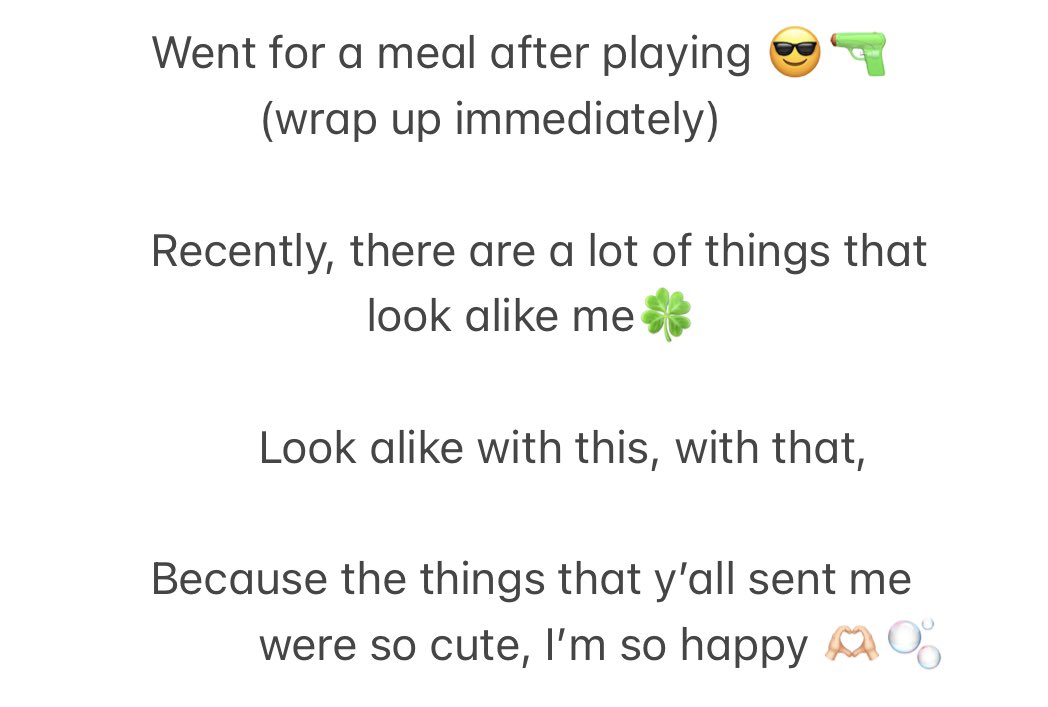 Went for a meal after playing 😎🔫
(wrap up immediately)
Recently, there are a lot of things that
look alike me🍀
Look alike with this, with that,
Because the things that y’all sent me
were so cute, I’m so happy 🫶🏻🫧